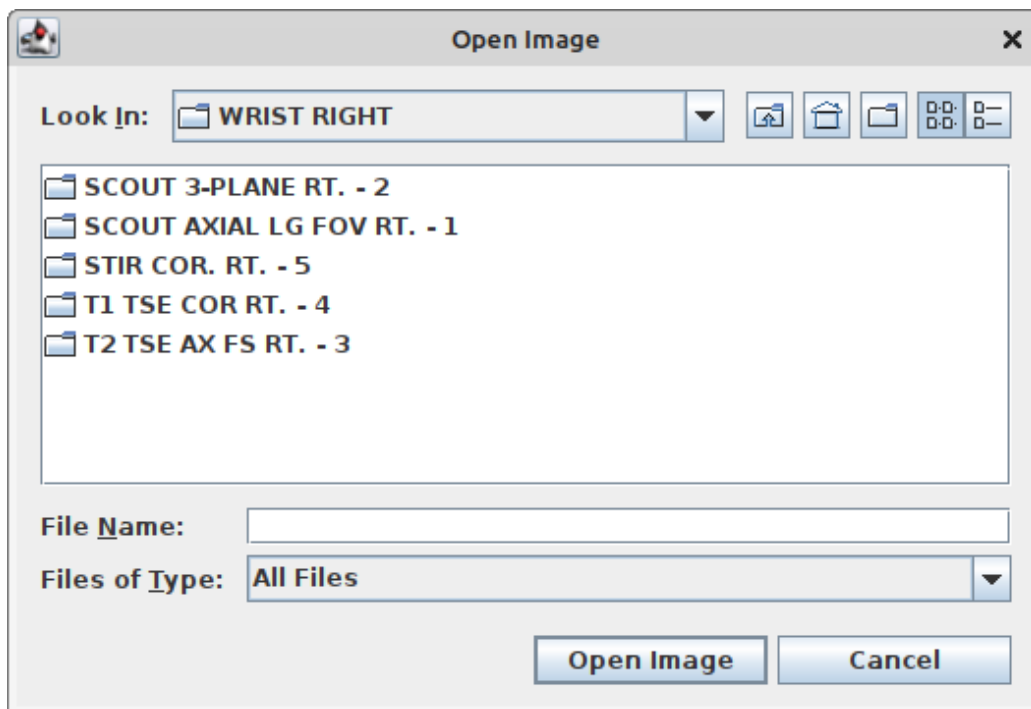 Open Image
Look In: WRIST RIGHT
SCOUT 3-PLANE RT. - 2
SCOUT AXIAL LG FOV RT. - 1
STIR COR. RT. - 5
T1 TSE COR RT. - 4
T2 TSE AX FS RT. - 3
File Name:
Files of Type: All Files
Open Image Cancel